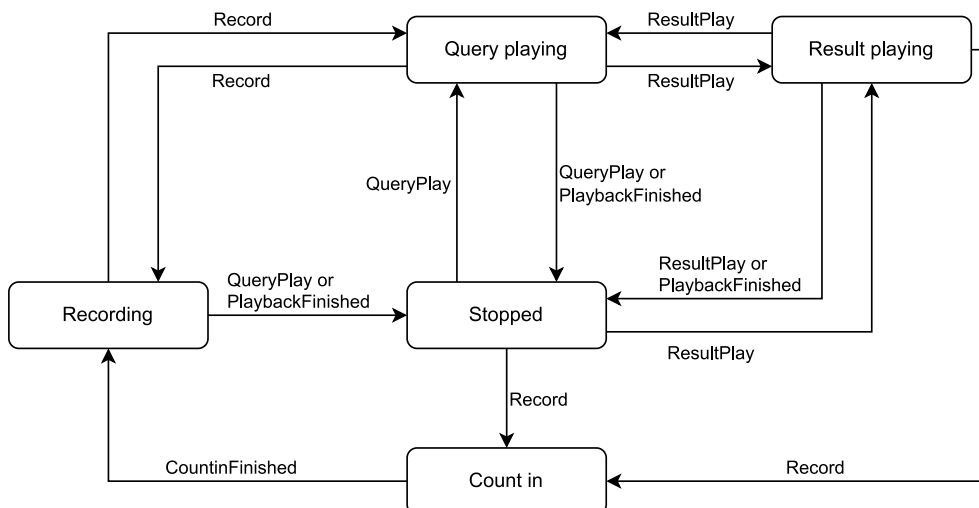 Record
ResultPlay
Query playing
Result playing
Record
ResultPlay
QueryPlay
QueryPlay or
PlaybackFinished
QueryPlay or
PlaybackFinished
ResultPlay or
PlaybackFinished
Recording
Stopped
ResultPlay
Record
CountinFinished
Count in
Record